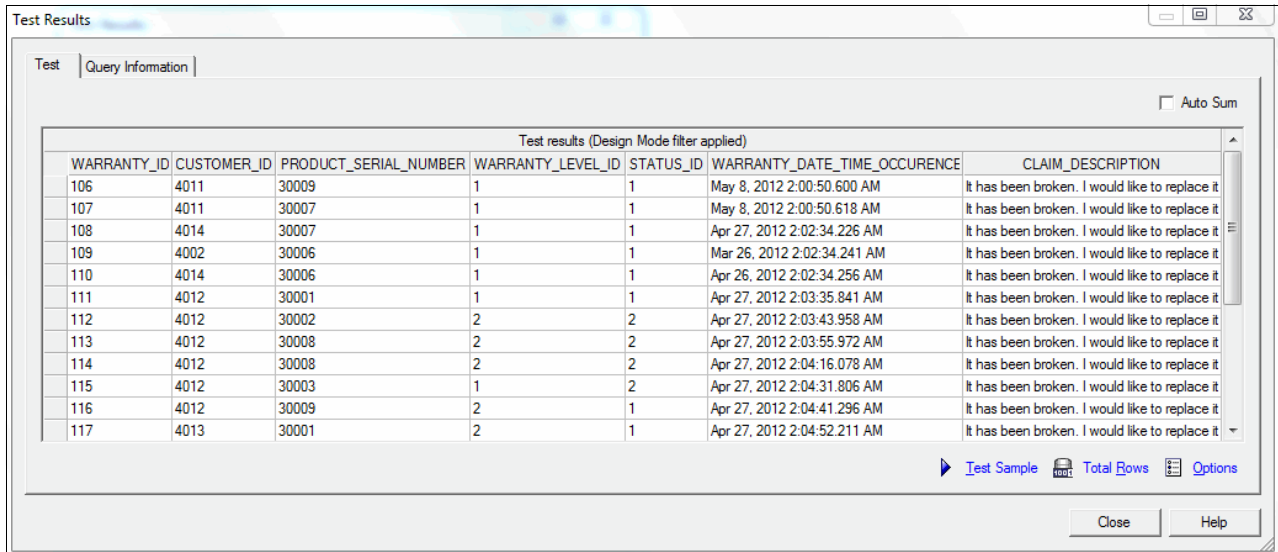 Test Results
Test Query Information
Auto Sum
Test results (Design Mode filter applied)
WARRANTY_ID CUSTOMER_ID PRODUCT_SERIAL_NUMBER WARRANTY_LEVEL_ID STATUS_ID WARRANTY_DATE_TIME_OCCURENCE CLAIM_DESCRIPTION
106 4011 30009 1 1 May 8, 2012 2:00:50.600 AM It has been broken. I would like to replace it
107 4011 30007 1 1 May 8, 2012 2:00:50.618 AM It has been broken. I would like to replace it
108 4014 30007 1 1 Apr 27, 2012 2:02:34.226 AM It has been broken. I would like to replace it
109 4002 30006 1 1 Mar 26, 2012 2:02:34.241 AM It has been broken. I would like to replace it
110 4014 30006 1 1 Apr 26, 2012 2:02:34.256 AM It has been broken. I would like to replace it
111 4012 30001 1 1 Apr 27, 2012 2:03:35.841 AM It has been broken. I would like to replace it
112 4012 30002 2 2 Apr 27, 2012 2:03:43.958 AM It has been broken. I would like to replace it
113 4012 30008 2 2 Apr 27, 2012 2:03:55.972 AM It has been broken. I would like to replace it
114 4012 30008 2 2 Apr 27, 2012 2:04:16.078 AM It has been broken. I would like to replace it
115 4012 30003 1 2 Apr 27, 2012 2:04:31.806 AM It has been broken. I would like to replace it
116 4012 30009 2 1 Apr 27, 2012 2:04:41.296 AM It has been broken. I would like to replace it
117 4013 30001 2 1 Apr 27, 2012 2:04:52.211 AM It has been broken. I would like to replace it
Test Sample Total Rows Options
Close Help